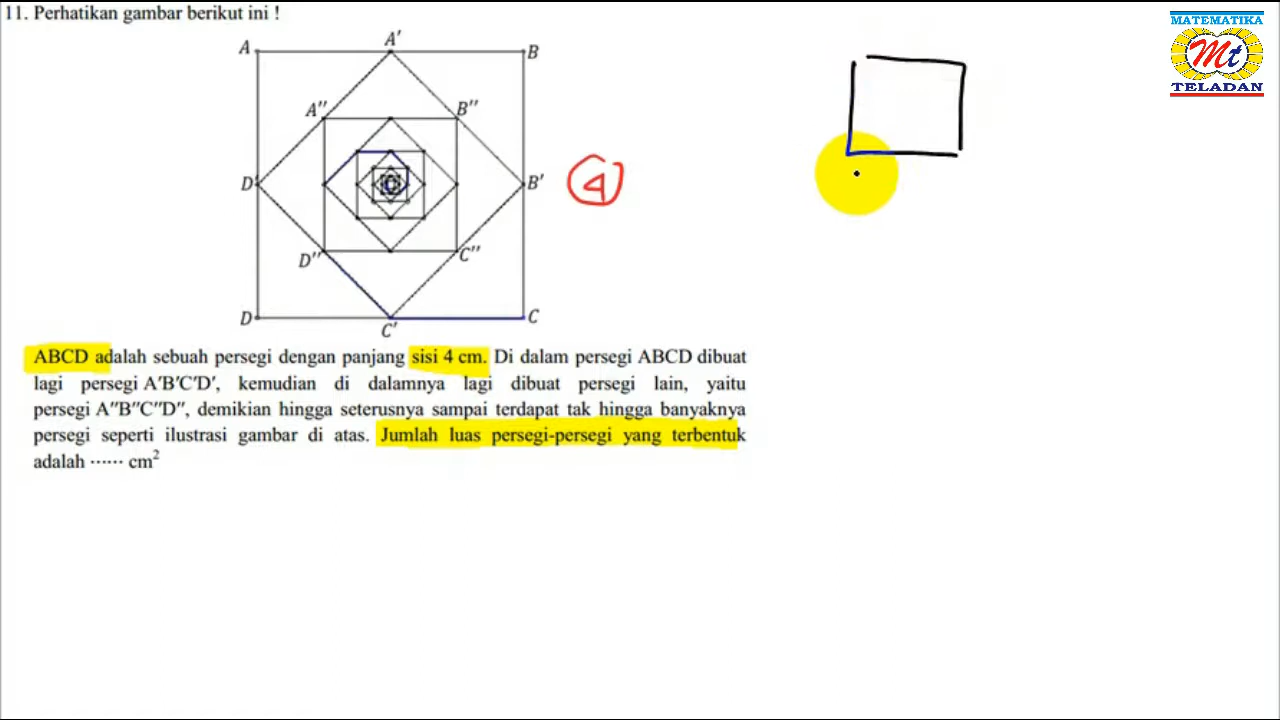 11. Perhatikan gambar berikut ini !
MATEMATIKA
Mt
TELADAN
A
A'
B
A''
B''
D'
B'
4
D''
C''
D
C'
C
ABCD adalah sebuah persegi dengan panjang sisi 4 cm. Di dalam persegi ABCD dibuat
lagi persegi A'B'C'D', kemudian di dalamnya lagi dibuat persegi lain, yaitu
persegi A''B''C''D'', demikian hingga seterusnya sampai terdapat tak hingga banyaknya
persegi seperti ilustrasi gambar di atas. Jumlah luas persegi-persegi yang terbentuk
adalah ...... cm²